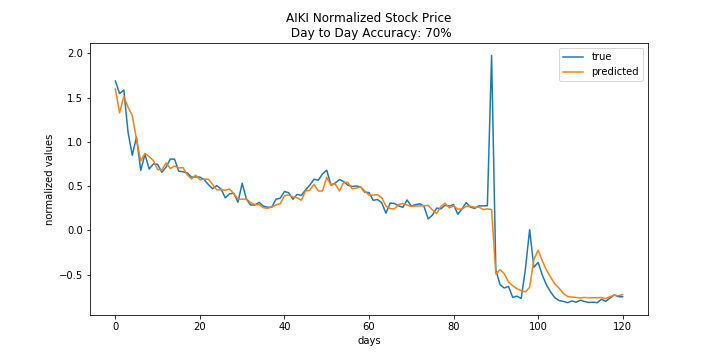 AIKI Normalized Stock Price
Day to Day Accuracy: 70%
true
predicted
normalized values
2.0
1.5
1.0
0.5
0.0
−0.5
0
20
40
60
80
100
120
days